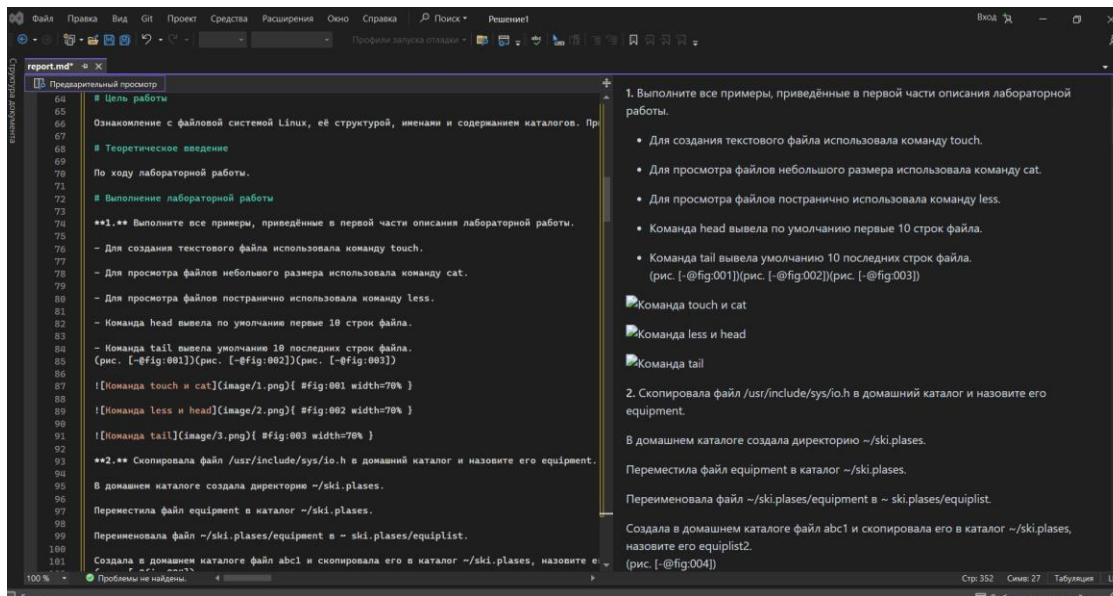 Файл Правка Вид Git Проект Средства Расширения Окно Справка Поиск Решение1 Вход
Профили запуска отладки
report.md*
Структура документа
Предварительный просмотр
64 # Цель работы
65
66 Ознакомление с файловой системой Linux, её структурой, именами и содержанием каталогов.
67
68 # Теоретическое введение
69
70 По ходу лабораторной работы.
71
72 # Выполнение лабораторной работы
73
74 **1.** Выполните все примеры, приведённые в первой части описания лабораторной работы.
75
76 – Для создания текстового файла использовала команду touch.
77
78 – Для просмотра файлов небольшого размера использовала команду cat.
79
80 – Для просмотра файлов постранично использовала команду less.
81
82 – Команда head вывела по умолчанию первые 10 строк файла.
83
84 – Команда tail вывела умолчанию 10 последних строк файла.
85 (рис. [-@fig:001])(рис. [-@fig:002])(рис. [-@fig:003])
86
87 ![Команда touch и cat](image/1.png){ #fig:001 width=70% }
88
89 ![Команда less и head](image/2.png){ #fig:002 width=70% }
90
91 ![Команда tail](image/3.png){ #fig:003 width=70% }
92
93 **2.** Скопировала файл /usr/include/sys/io.h в домашний каталог и назовите его equipment.
94
95 В домашнем каталоге создала директорию ~/ski.plases.
96
97 Переместила файл equipment в каталог ~/ski.plases.
98
99 Переименовала файл ~/ski.plases/equipment в ~ ski.plases/equiplist.
100
101 Создала в домашнем каталоге файл abc1 и скопировала его в каталог ~/ski.plases, назовите
100 % Проблемы не найдены.
1. Выполните все примеры, приведённые в первой части описания лабораторной
работы.
• Для создания текстового файла использовала команду touch.
• Для просмотра файлов небольшого размера использовала команду cat.
• Для просмотра файлов постранично использовала команду less.
• Команда head вывела по умолчанию первые 10 строк файла.
• Команда tail вывела умолчанию 10 последних строк файла.
(рис. [-@fig:001])(рис. [-@fig:002])(рис. [-@fig:003])
Команда touch и cat
Команда less и head
Команда tail
2. Скопировала файл /usr/include/sys/io.h в домашний каталог и назовите его
equipment.
В домашнем каталоге создала директорию ~/ski.plases.
Переместила файл equipment в каталог ~/ski.plases.
Переименовала файл ~/ski.plases/equipment в ~ ski.plases/equiplist.
Создала в домашнем каталоге файл abc1 и скопировала его в каталог ~/ski.plases,
назовите его equiplist2.
(рис. [-@fig:004])
Стр: 352 Симв: 27 Табуляция